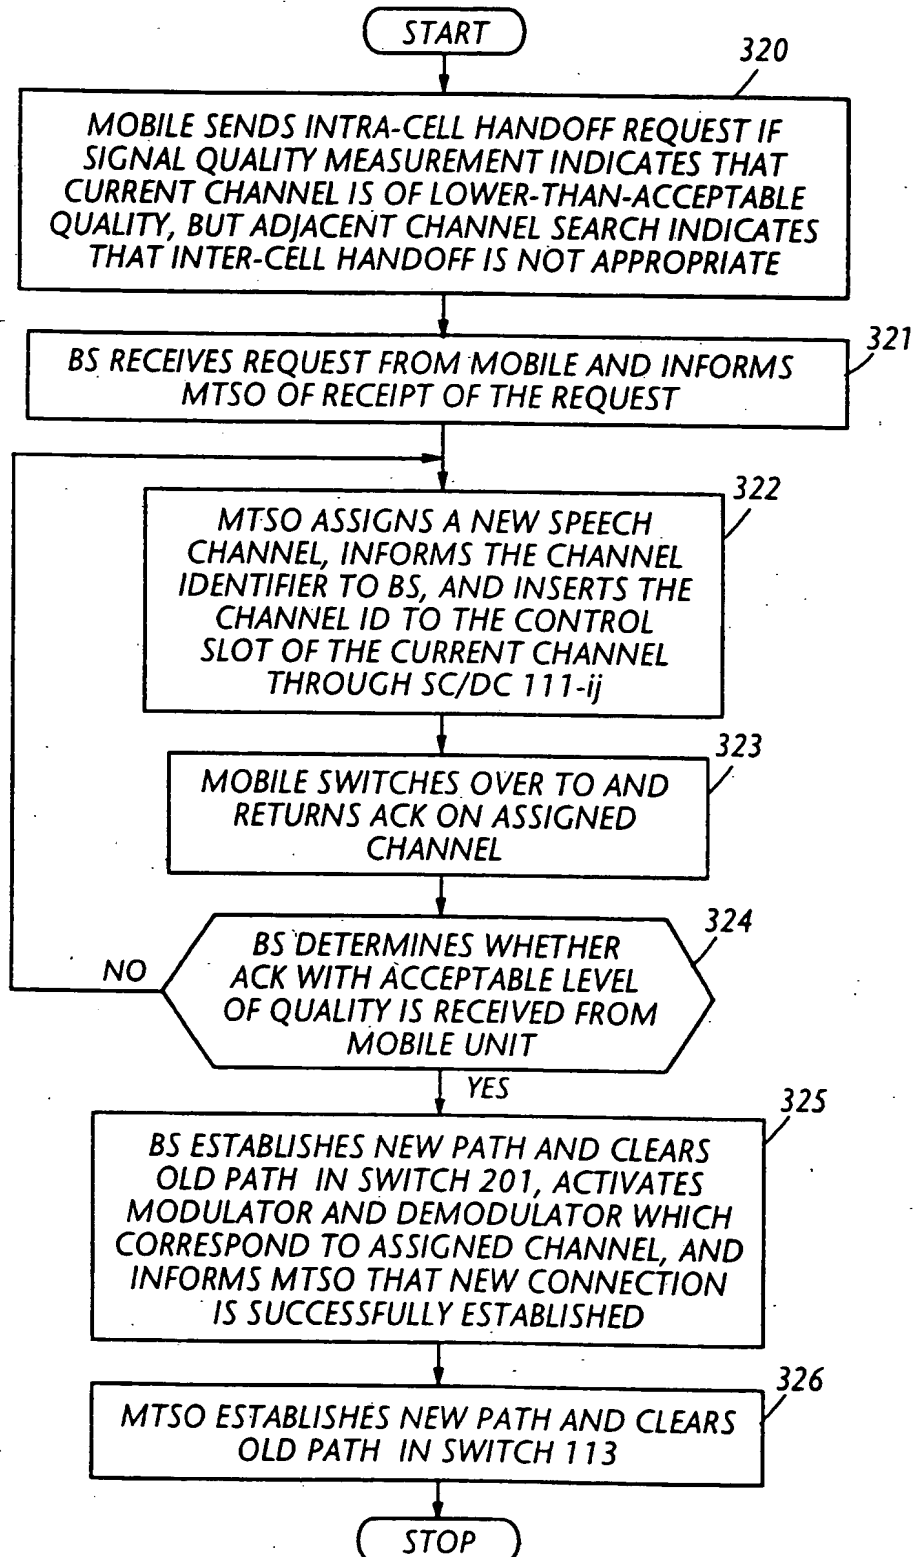 START
320
MOBILE SENDS INTRA-CELL HANDOFF REQUEST IF
SIGNAL QUALITY MEASUREMENT INDICATES THAT
CURRENT CHANNEL IS OF LOWER-THAN-ACCEPTABLE
QUALITY, BUT ADJACENT CHANNEL SEARCH INDICATES
THAT INTER-CELL HANDOFF IS NOT APPROPRIATE
321
BS RECEIVES REQUEST FROM MOBILE AND INFORMS
MTSO OF RECEIPT OF THE REQUEST
322
MTSO ASSIGNS A NEW SPEECH
CHANNEL, INFORMS THE CHANNEL
IDENTIFIER TO BS, AND INSERTS THE
CHANNEL ID TO THE CONTROL
SLOT OF THE CURRENT CHANNEL
THROUGH SC/DC 111-ij
323
MOBILE SWITCHES OVER TO AND
RETURNS ACK ON ASSIGNED
CHANNEL
324
BS DETERMINES WHETHER
ACK WITH ACCEPTABLE LEVEL
OF QUALITY IS RECEIVED FROM
MOBILE UNIT
NO
YES
325
BS ESTABLISHES NEW PATH AND CLEARS
OLD PATH IN SWITCH 201, ACTIVATES
MODULATOR AND DEMODULATOR WHICH
CORRESPOND TO ASSIGNED CHANNEL, AND
INFORMS MTSO THAT NEW CONNECTION
IS SUCCESSFULLY ESTABLISHED
326
MTSO ESTABLISHES NEW PATH AND CLEARS
OLD PATH IN SWITCH 113
STOP